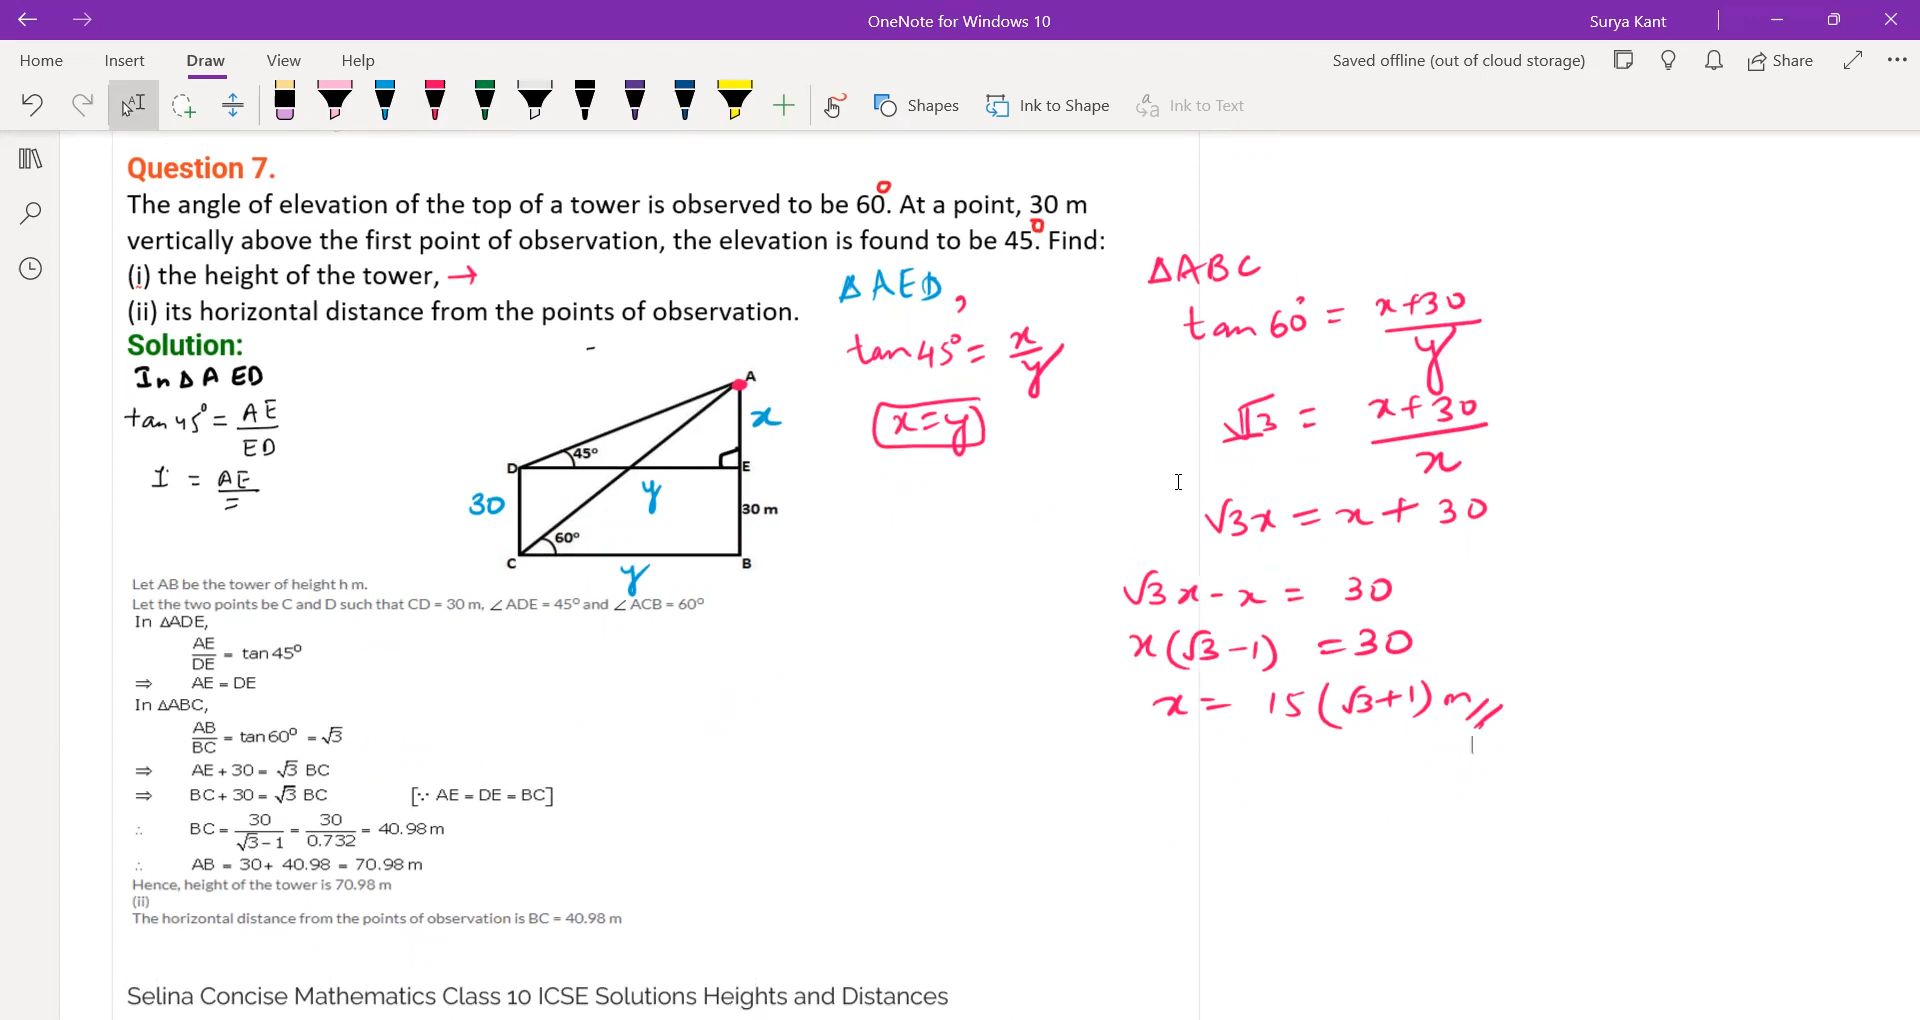 OneNote for Windows 10
Surya Kant
Home Insert Draw View Help
Saved offline (out of cloud storage)
Share
Shapes
Ink to Shape
Ink to Text
Question 7.
The angle of elevation of the top of a tower is observed to be 60°. At a point, 30 m
vertically above the first point of observation, the elevation is found to be 45°. Find:
(i) the height of the tower, →
(ii) its horizontal distance from the points of observation.
Solution:
In Δ A ED
tan 45° = AE / ED
1 = AE
A
x
D
45°
E
30
y
30 m
60°
C
y
B
Δ AED,
tan 45° = x / y
x = y
Δ ABC
tan 60° = x + 30 / y
√3 = x + 30 / x
√3x = x + 30
√3x - x = 30
x (√3 - 1) = 30
x = 15 (√3 + 1) m //
Let AB be the tower of height h m.
Let the two points be C and D such that CD = 30 m, ∠ADE = 45° and ∠ACB = 60°
In ΔADE,
AE / DE = tan 45°
⇒ AE = DE
In ΔABC,
AB / BC = tan 60° = √3
⇒ AE + 30 = √3 BC
⇒ BC + 30 = √3 BC [∵ AE = DE = BC]
∴ BC = 30 / √3 - 1 = 30 / 0.732 = 40.98 m
∴ AB = 30 + 40.98 = 70.98 m
Hence, height of the tower is 70.98 m
(ii)
The horizontal distance from the points of observation is BC = 40.98 m
Selina Concise Mathematics Class 10 ICSE Solutions Heights and Distances